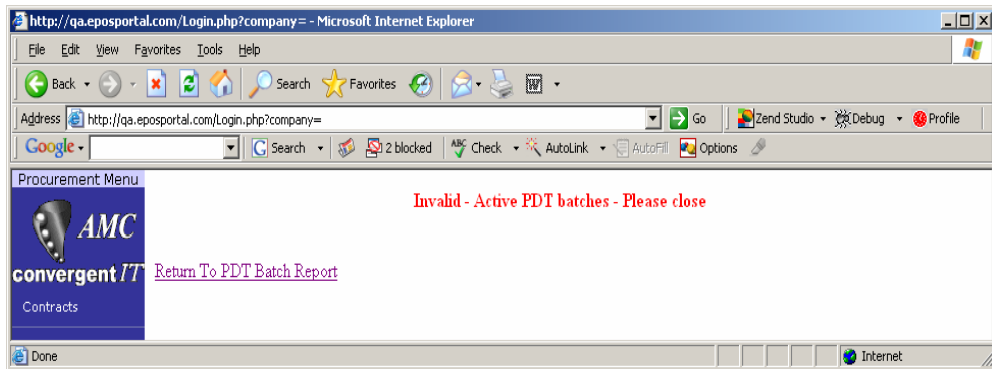 http://qa.eposportal.com/Login.php?company= - Microsoft Internet Explorer
File Edit View Favorites Tools Help
Back Search Favorites W
Address http://qa.eposportal.com/Login.php?company= Go Zend Studio Debug Profile
Google G Search 2 blocked ABC Check AutoLink AutoFill Options
Procurement Menu
Invalid - Active PDT batches - Please close
AMC
convergent IT
Return To PDT Batch Report
Contracts
Done Internet